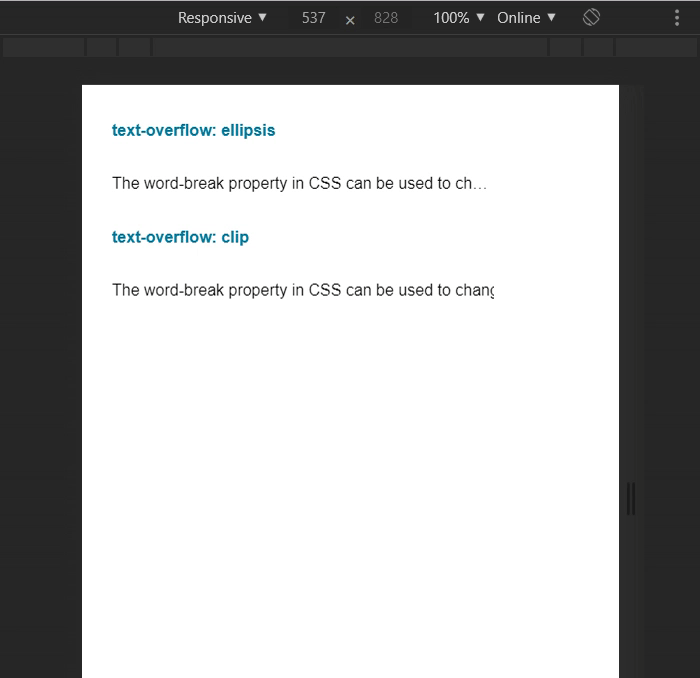 Responsive ▼ 537 × 828 100% ▼ Online ▼
text-overflow: ellipsis
The word-break property in CSS can be used to ch…
text-overflow: clip
The word-break property in CSS can be used to chang